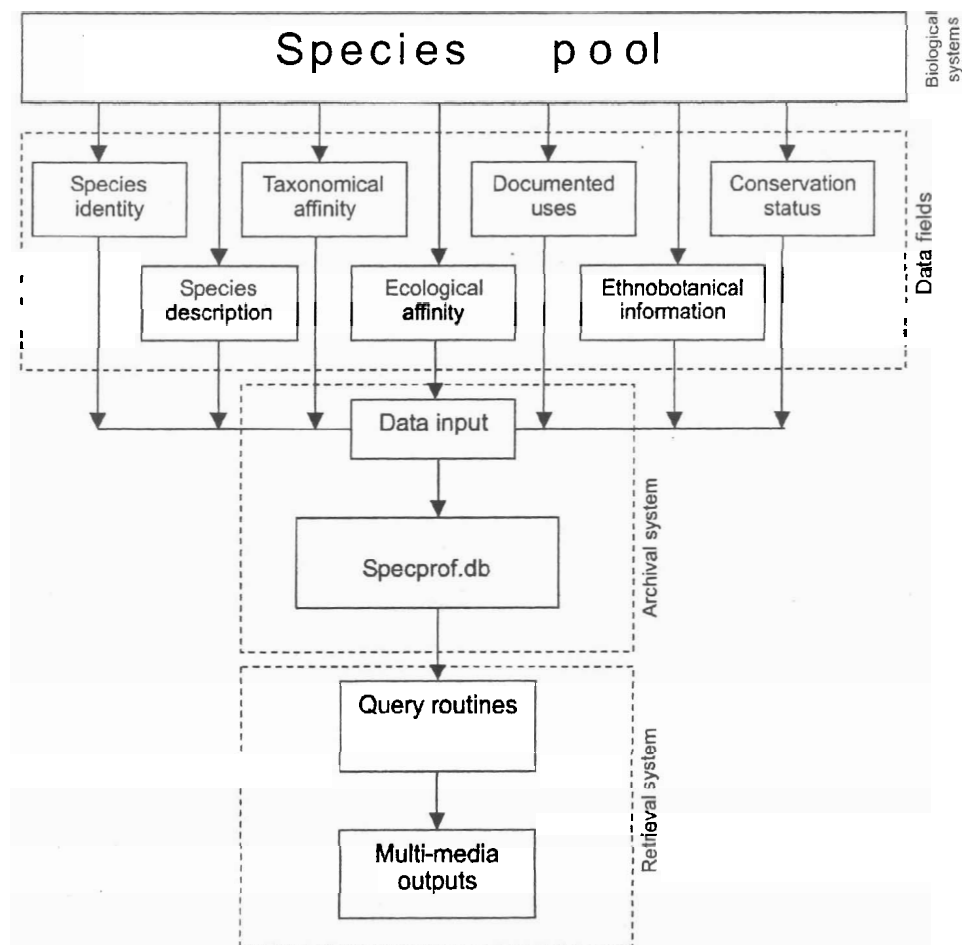 Species pool
Biological
systems
Species
identity
Taxonomical
affinity
Documented
uses
Conservation
status
Species
description
Ecological
affinity
Ethnobotanical
information
Data fields
Data input
Specprof.db
Archival system
Query routines
Multi-media
outputs
Retrieval system